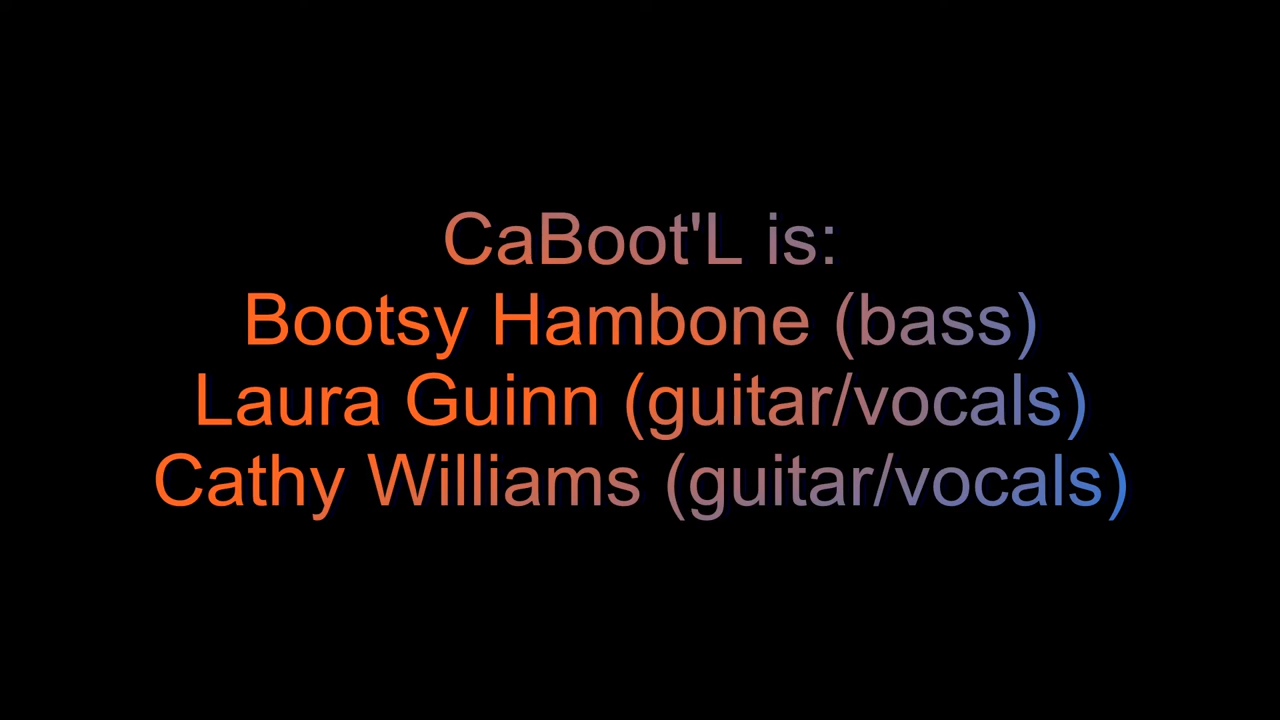 CaBoot'L is:
Bootsy Hambone (bass)
Laura Guinn (guitar/vocals)
Cathy Williams (guitar/vocals)